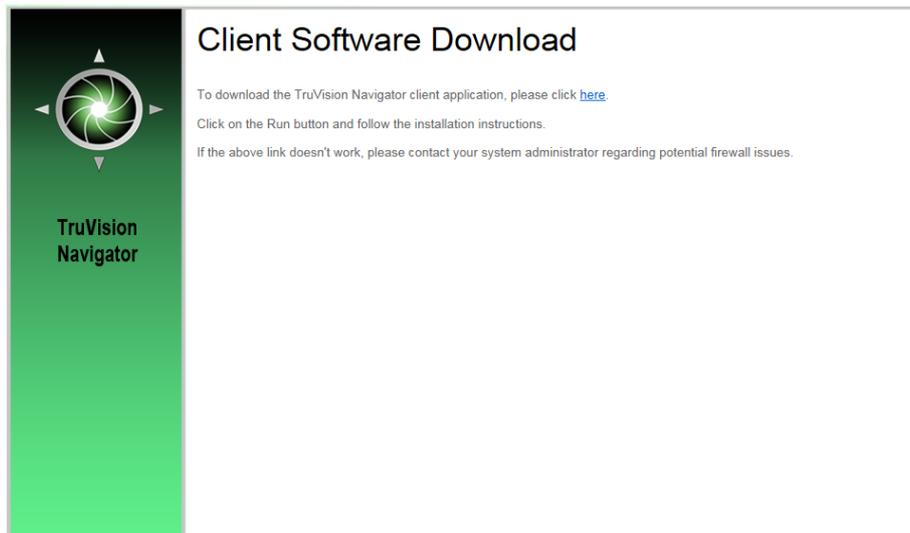 Client Software Download
To download the TruVision Navigator client application, please click here.
Click on the Run button and follow the installation instructions.
If the above link doesn't work, please contact your system administrator regarding potential firewall issues.
TruVision
Navigator